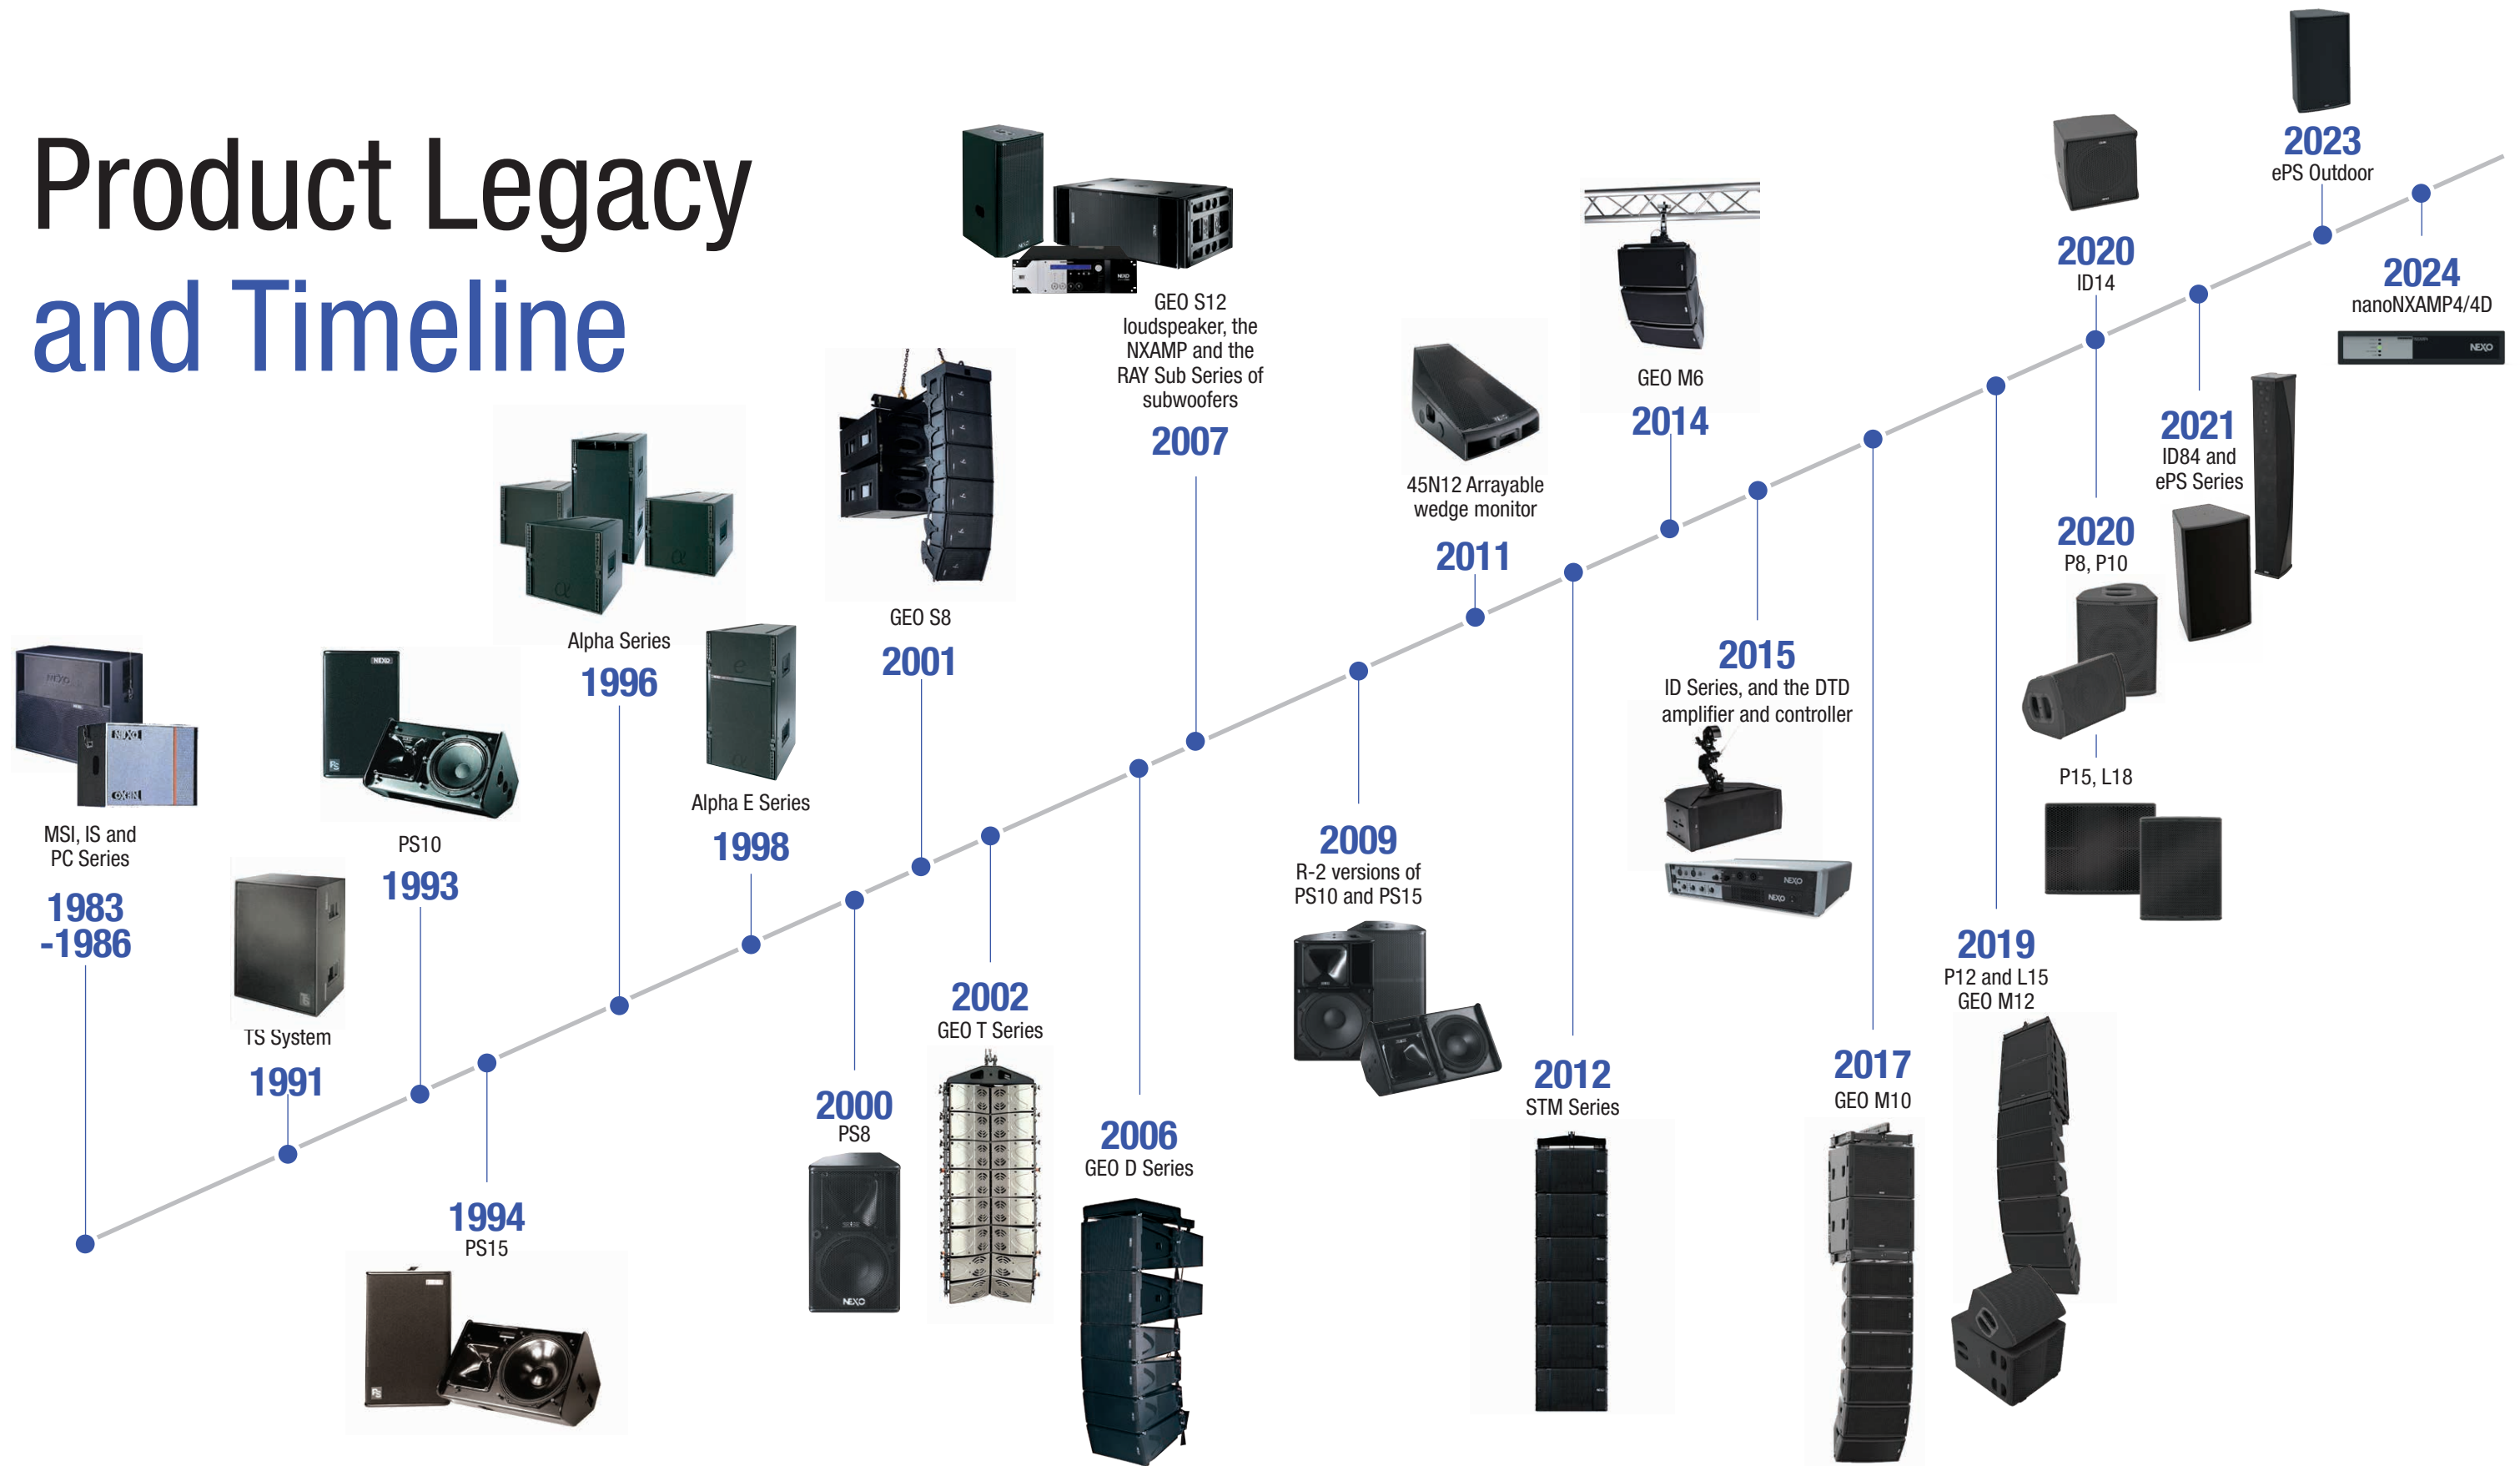 Product Legacy
and Timeline
MSI, IS and
PC Series
1983
-1986
TS System
1991
PS10
1993
1994
PS15
Alpha Series
1996
Alpha E Series
1998
2000
PS8
NEXO
GEO S8
2001
2002
GEO T Series
2006
GEO D Series
GEO S12
loudspeaker, the
NXAMP and the
RAY Sub Series of
subwoofers
2007
2009
R-2 versions of
PS10 and PS15
45N12 Arrayable
wedge monitor
2011
2012
STM Series
GEO M6
2014
2015
ID Series, and the DTD
amplifier and controller
NEXO
NEXO
2017
GEO M10
2019
P12 and L15
GEO M12
2020
ID14
2020
P8, P10
P15, L18
2021
ID84 and
ePS Series
2023
ePS Outdoor
2024
nanoNXAMP4/4D
NEXO